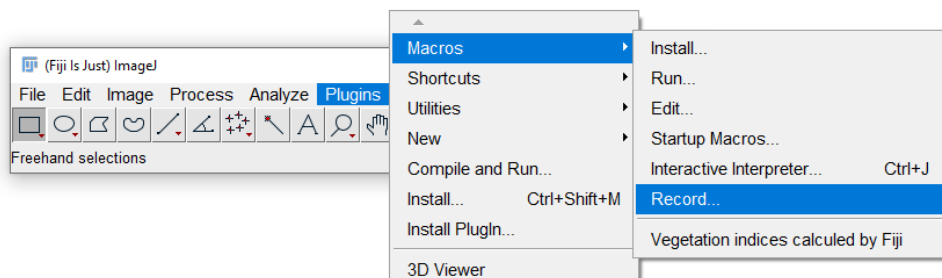 (Fiji Is Just) ImageJ
File Edit Image Process Analyze Plugins
Freehand selections
Macros
Shortcuts
Utilities
New
Compile and Run...
Install... Ctrl+Shift+M
Install PlugIn...
3D Viewer
Install...
Run...
Edit...
Startup Macros...
Interactive Interpreter... Ctrl+J
Record...
Vegetation indices calculed by Fiji